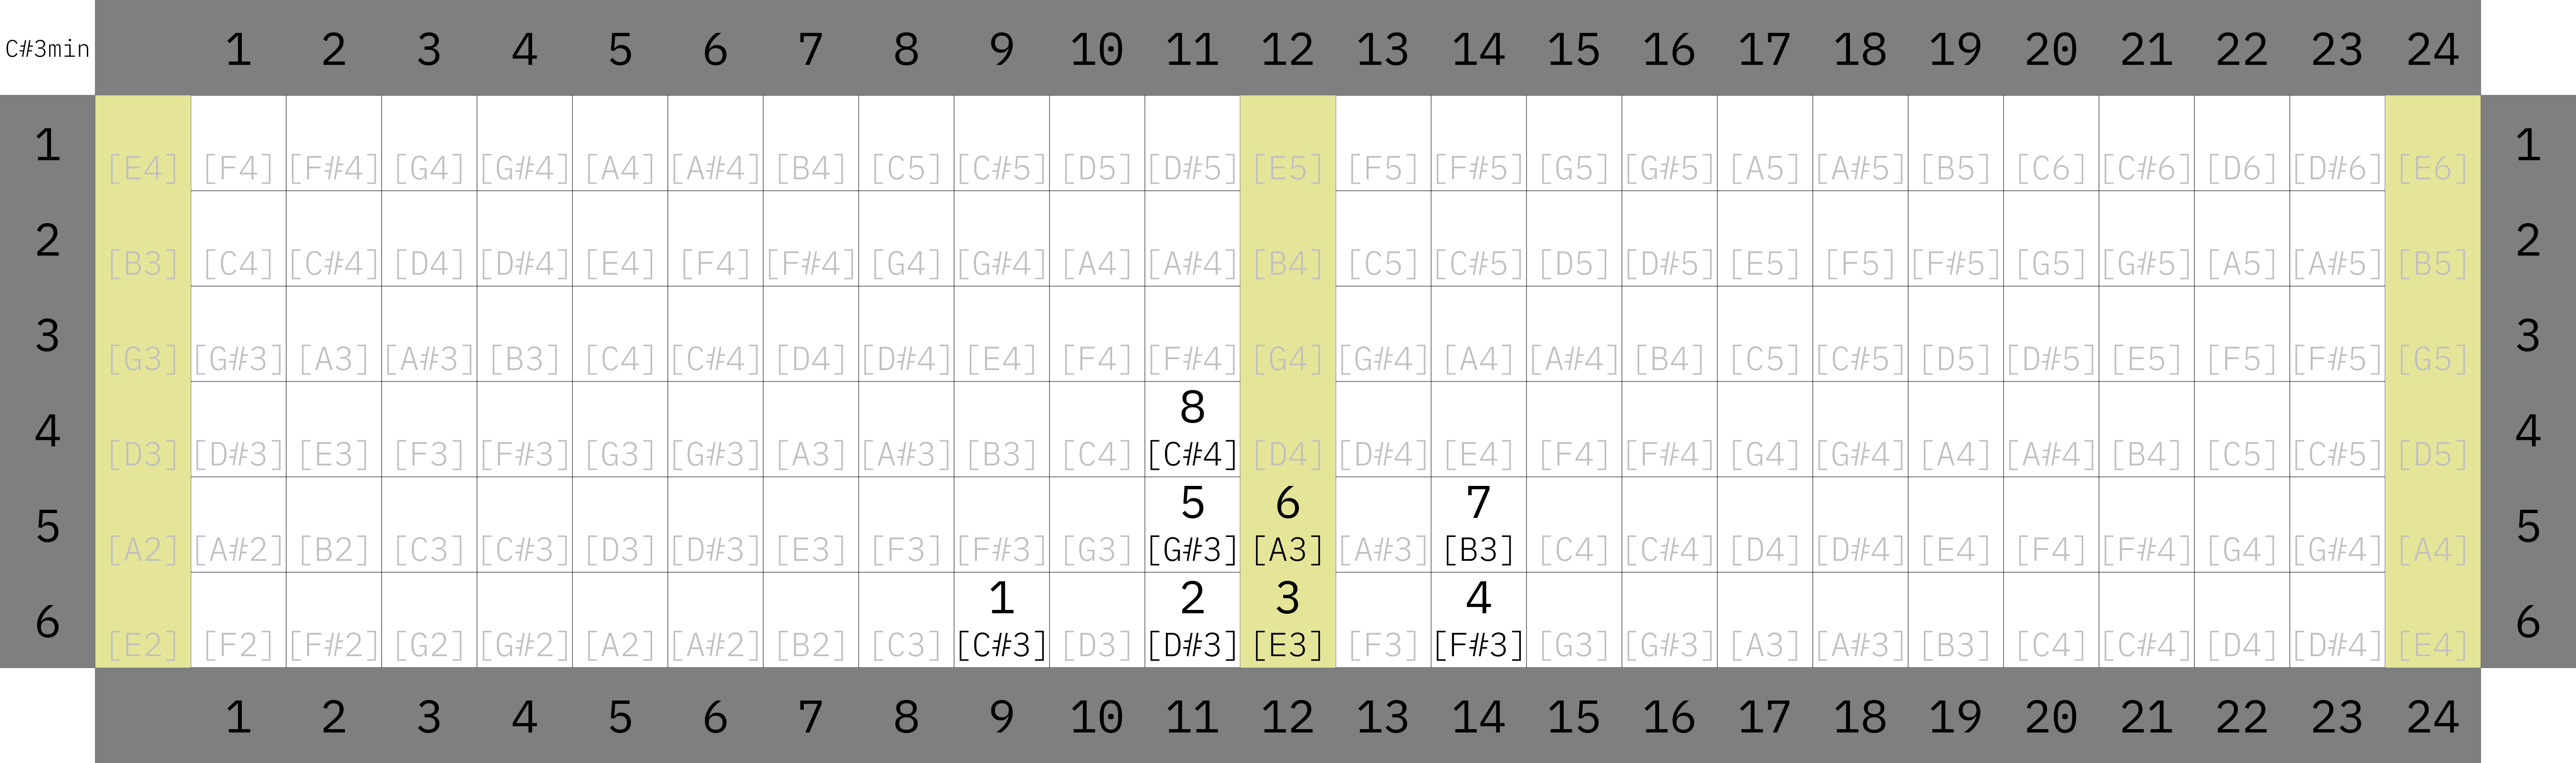 C#3min 1 2 3 4 5 6 7 8 9 10 11 12 13 14 15 16 17 18 19 20 21 22 23 24
1 [E4] [F4] [F#4] [G4] [G#4] [A4] [A#4] [B4] [C5] [C#5] [D5] [D#5] [E5] [F5] [F#5] [G5] [G#5] [A5] [A#5] [B5] [C6] [C#6] [D6] [D#6] [E6] 1
2 [B3] [C4] [C#4] [D4] [D#4] [E4] [F4] [F#4] [G4] [G#4] [A4] [A#4] [B4] [C5] [C#5] [D5] [D#5] [E5] [F5] [F#5] [G5] [G#5] [A5] [A#5] [B5] 2
3 [G3] [G#3] [A3] [A#3] [B3] [C4] [C#4] [D4] [D#4] [E4] [F4] [F#4] [G4] [G#4] [A4] [A#4] [B4] [C5] [C#5] [D5] [D#5] [E5] [F5] [F#5] [G5] 3
8
4 [D3] [D#3] [E3] [F3] [F#3] [G3] [G#3] [A3] [A#3] [B3] [C4] [C#4] [D4] [D#4] [E4] [F4] [F#4] [G4] [G#4] [A4] [A#4] [B4] [C5] [C#5] [D5] 4
5 6 7
5 [A2] [A#2] [B2] [C3] [C#3] [D3] [D#3] [E3] [F3] [F#3] [G3] [G#3] [A3] [A#3] [B3] [C4] [C#4] [D4] [D#4] [E4] [F4] [F#4] [G4] [G#4] [A4] 5
1 2 3 4
6 [E2] [F2] [F#2] [G2] [G#2] [A2] [A#2] [B2] [C3] [C#3] [D3] [D#3] [E3] [F3] [F#3] [G3] [G#3] [A3] [A#3] [B3] [C4] [C#4] [D4] [D#4] [E4] 6
1 2 3 4 5 6 7 8 9 10 11 12 13 14 15 16 17 18 19 20 21 22 23 24